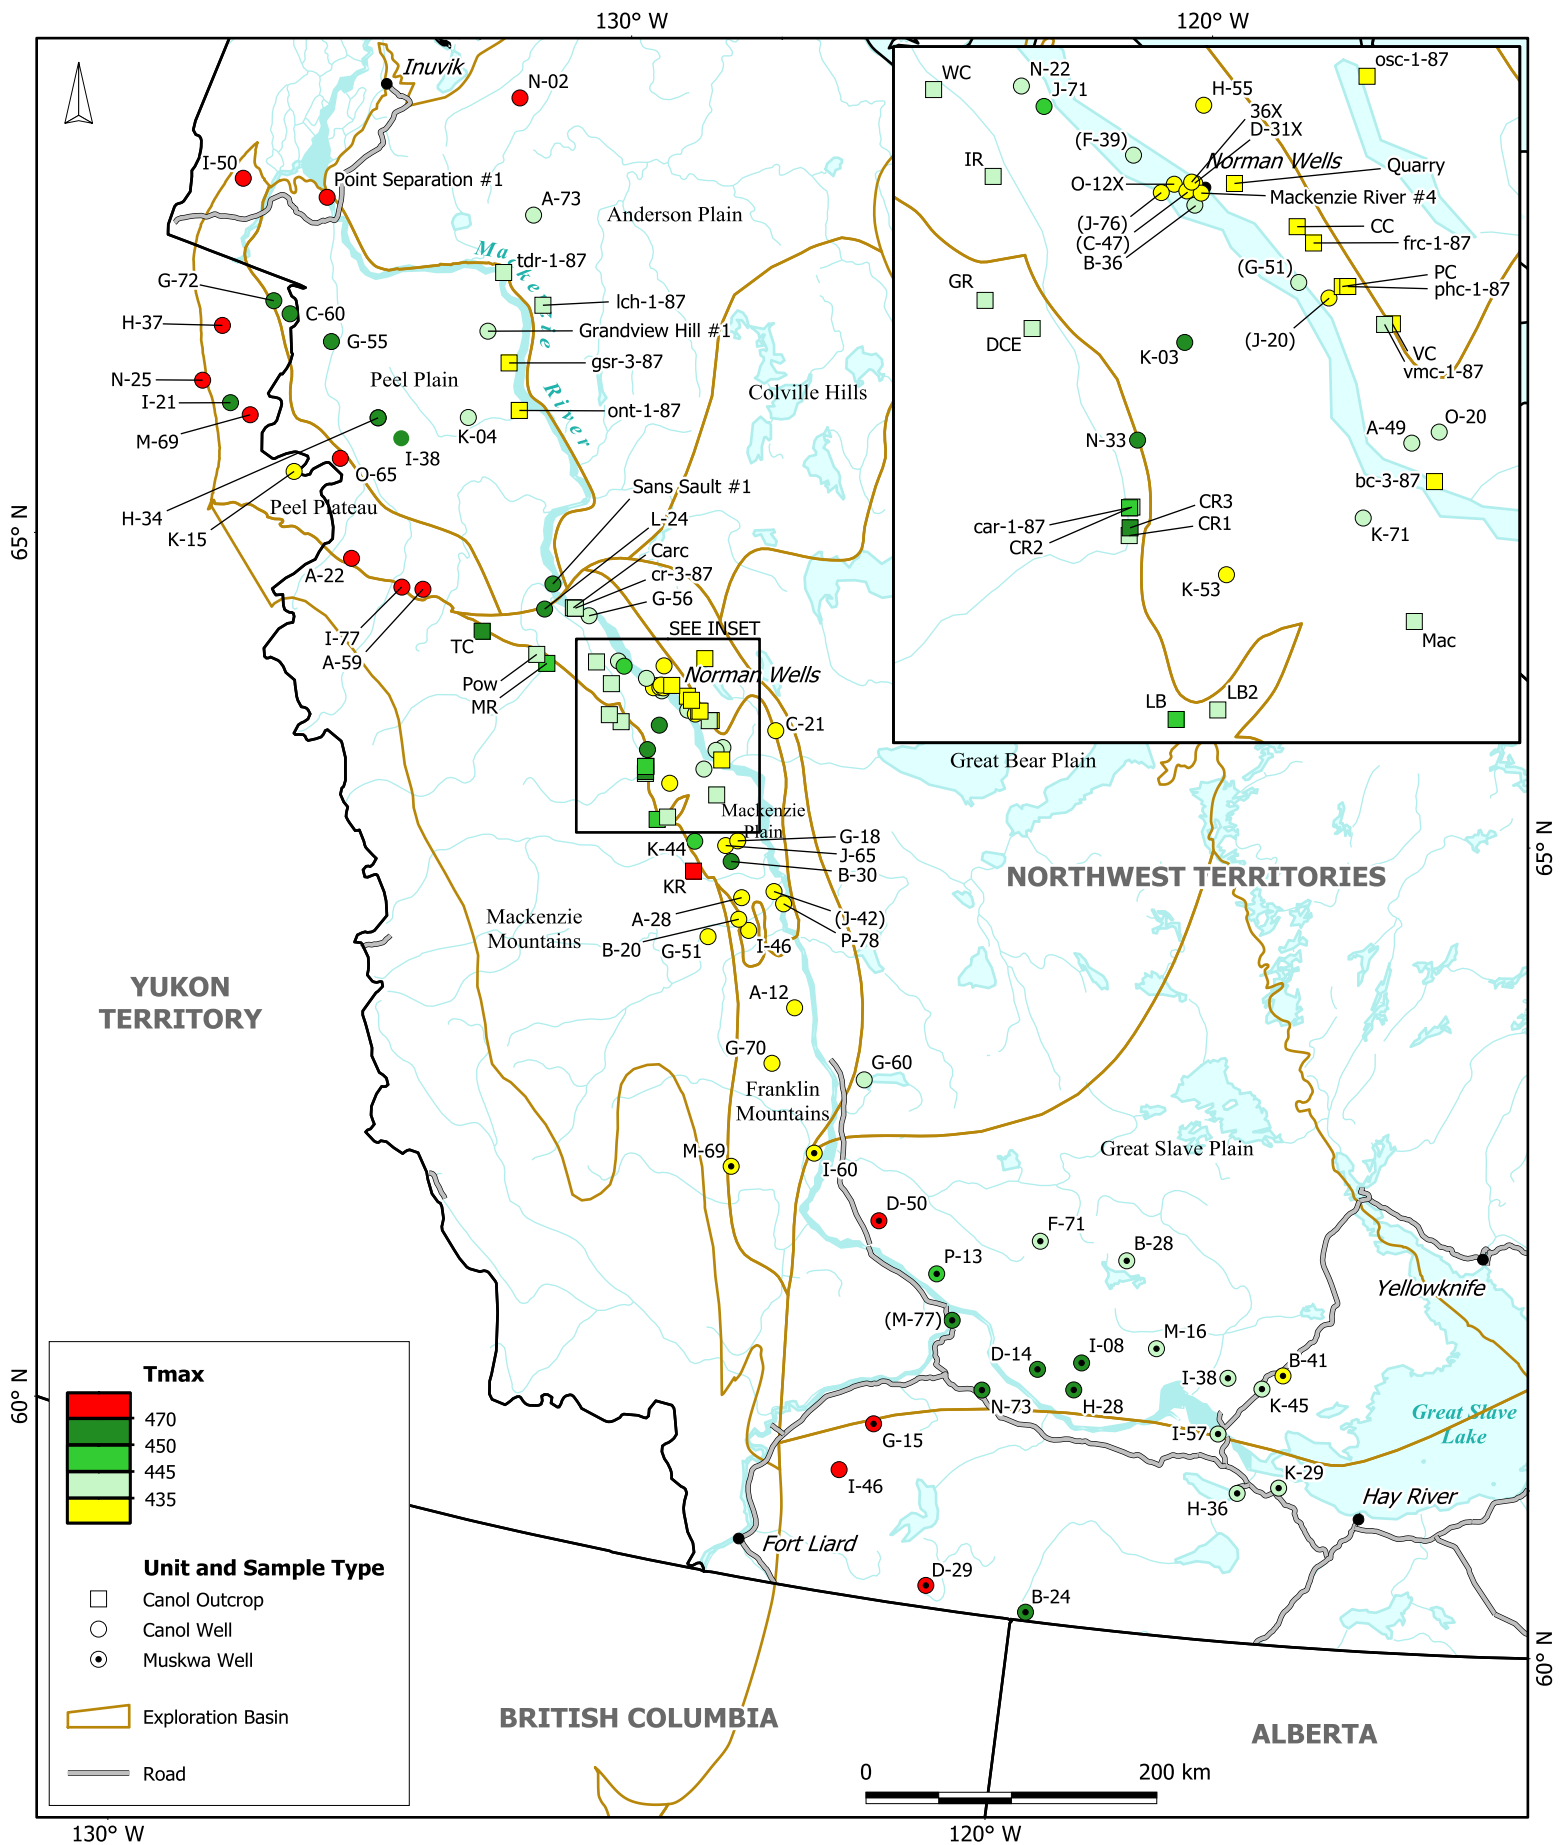 130° W
120° W
Inuvik
N-02
I-50
Point Separation #1
A-73
Anderson Plain
Mackenzie
River
tdr-1-87
G-72
lch-1-87
C-60
H-37
Grandview Hill #1
G-55
gsr-3-87
N-25
Peel Plain
Colville Hills
I-21
ont-1-87
M-69
K-04
I-38
O-65
H-34
Peel Plateau
K-15
Sans Sault #1
L-24
65° N
Carc
A-22
cr-3-87
G-56
I-77
SEE INSET
A-59
TC
Norman Wells
Pow
MR
C-21
Mackenzie
Plain
G-18
K-44
J-65
B-30
KR
A-28
(J-42)
Mackenzie
Mountains
B-20
G-51
I-46
P-78
WC
N-22
J-71
H-55
osc-1-87
36X
D-31X
(F-39)
Norman Wells
IR
O-12X
Quarry
Mackenzie River #4
(J-76)
(C-47)
B-36
CC
frc-1-87
(G-51)
PC
phc-1-87
GR
DCE
K-03
(J-20)
VC
vmc-1-87
N-33
A-49
O-20
bc-3-87
car-1-87
CR3
CR1
CR2
K-71
K-53
Mac
LB
LB2
Great Bear Plain
65° N
NORTHWEST TERRITORIES
YUKON
TERRITORY
A-12
G-70
G-60
Franklin
Mountains
M-69
I-60
Great Slave Plain
D-50
F-71
B-28
P-13
Yellowknife
(M-77)
M-16
D-14
I-08
I-38
B-41
N-73
H-28
K-45
Great Slave
Lake
I-57
G-15
I-46
K-29
H-36
Hay River
Fort Liard
D-29
B-24
60° N
60° N
Tmax
470
450
445
435
Unit and Sample Type
Canol Outcrop
Canol Well
Muskwa Well
Exploration Basin
Road
BRITISH COLUMBIA
ALBERTA
0
200 km
130° W
120° W